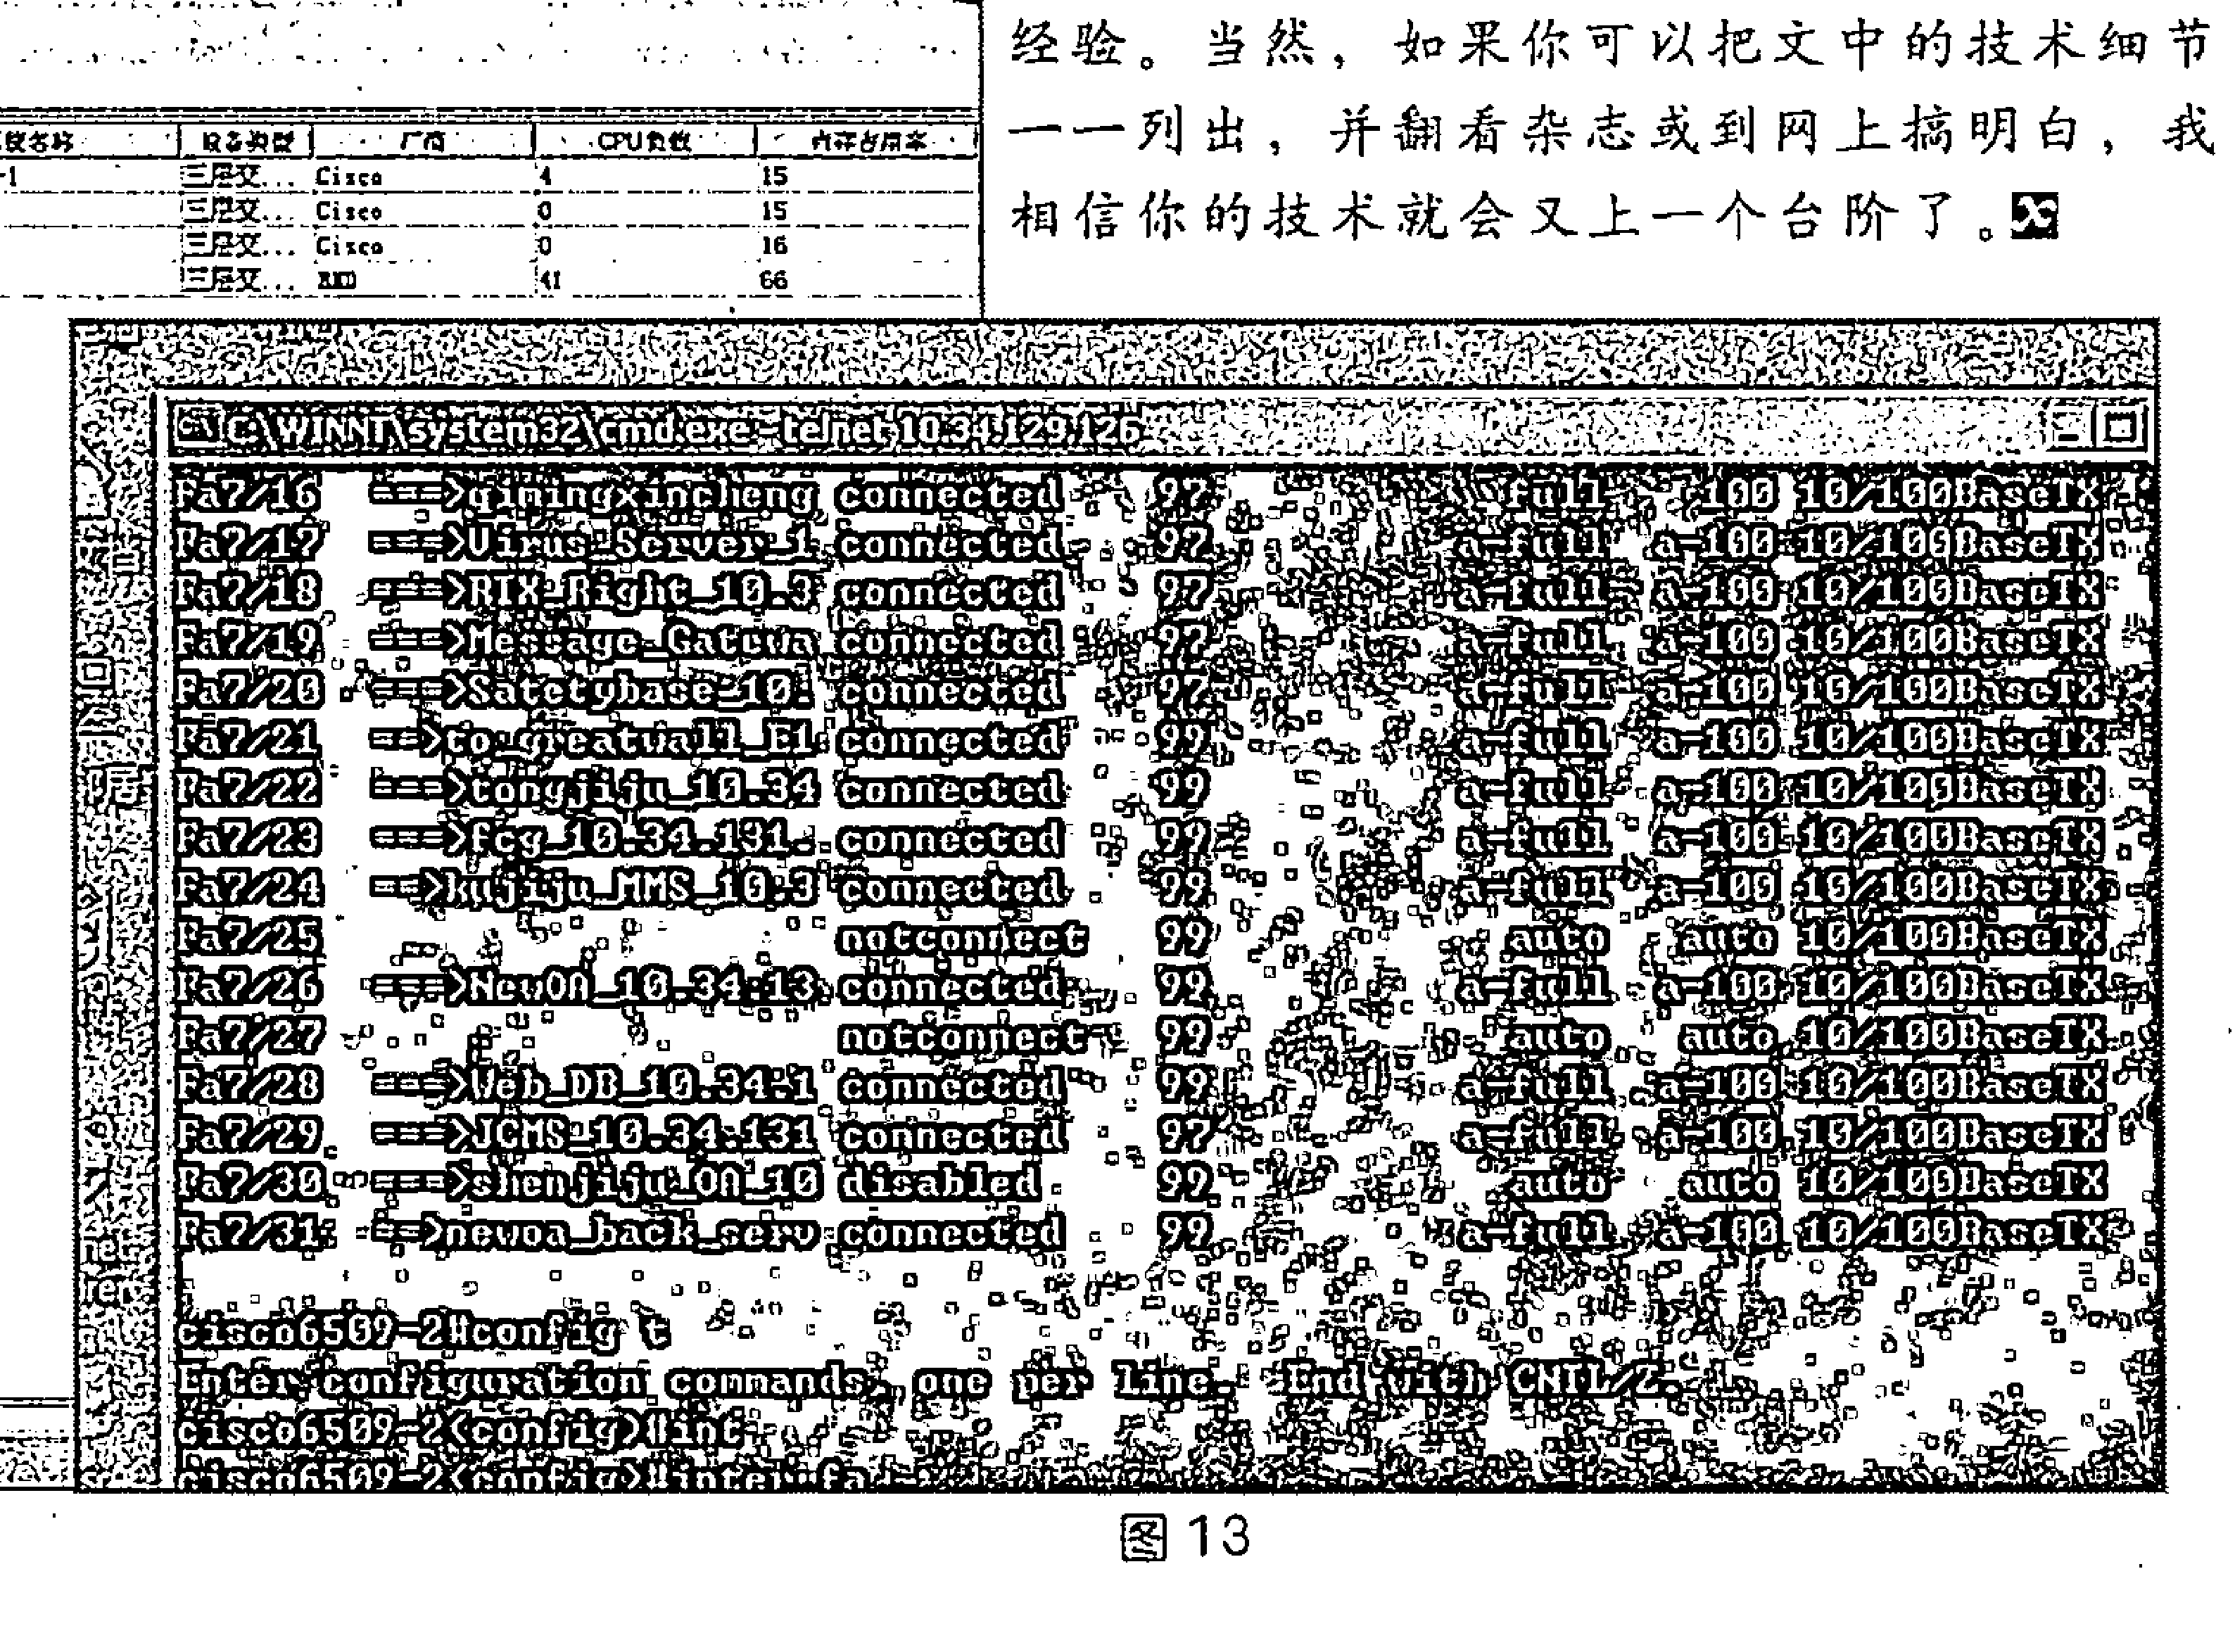 经验。当然，如果你可以把文中的技术细节
一一列出，并翻看杂志或到网上搞明白，我
相信你的技术就会又上一个台阶了。
设备类型 厂商 CPU负载
-1 三层交... Cisco 4 15
三层交... Cisco 0 15
三层交... Cisco 0 16
三层交... 41 66
C:\WINNT\system32\cmd.exe - telnet 10.34.129.126
Fa7/16 ===>qimingxincheng connected 97 full 100 10/100BaseTX
Fa7/17 ===>Virus_Server_1 connected 97 a-full a-100 10/100BaseTX
Fa7/18 ===>RTX-Right_10.3 connected 97 a-full a-100 10/100BaseTX
Fa7/19 ===>Message_Gatewa connected 97 a-full a-100 10/100BaseTX
Fa7/20 ===>Satetybase_10. connected 97 a-full a-100 10/100BaseTX
Fa7/21 ==>to_greatwall_E1 connected 99 a-full a-100 10/100BaseTX
Fa7/22 ===>tongjiju_10.34 connected 99 a-full a-100 10/100BaseTX
Fa7/23 ===>fcg_10.34.131. connected 99 a-full a-100 10/100BaseTX
Fa7/24 ==>kujiju_MMS_10.3 connected 99 a-full a-100 10/100BaseTX
Fa7/25 notconnect 99 auto auto 10/100BaseTX
Fa7/26 ===>NewOA_10.34.13 connected 99 a-full a-100 10/100BaseTX
Fa7/27 notconnect 99 auto auto 10/100BaseTX
Fa7/28 ===>Web_DB_10.34.1 connected 99 a-full a-100 10/100BaseTX
Fa7/29 ===>JCMS_10.34.131 connected 97 a-full a-100 10/100BaseTX
Fa7/30 ===>shenjiju_OA_10 disabled 99 auto auto 10/100BaseTX
Fa7/31 ==>newoa_back_serv connected 99 a-full a-100 10/100BaseTX
cisco6509-2#config t
Enter configuration commands, one per line. End with CNTL/Z.
cisco6509-2(config)#int
cisco6509-2(config)#inter fa
图 13